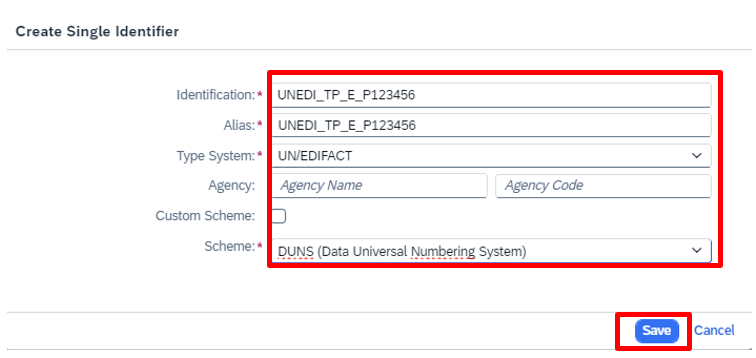 Create Single Identifier
Identification:* UNEDI_TP_E_P123456
Alias:* UNEDI_TP_E_P123456
Type System:* UN/EDIFACT
Agency: Agency Name Agency Code
Custom Scheme:
Scheme:* DUNS (Data Universal Numbering System)
Save Cancel